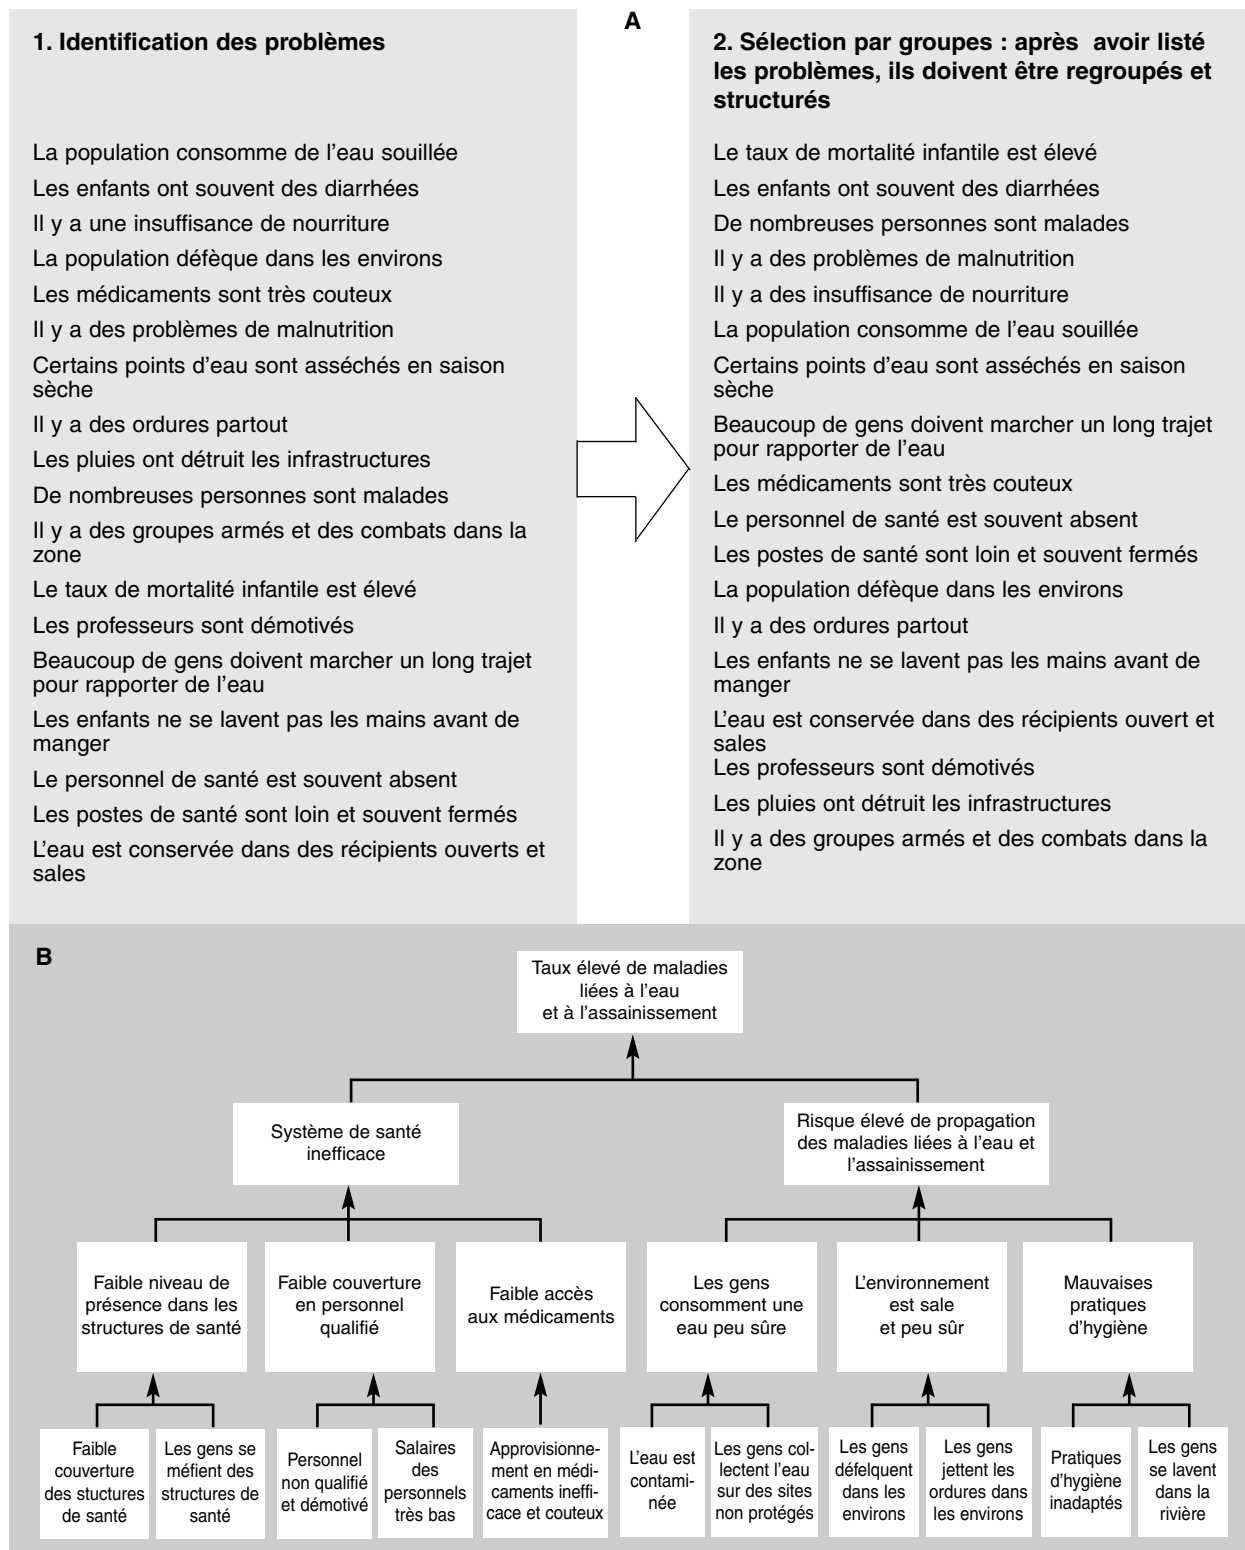 A
1. Identification des problèmes
La population consomme de l'eau souillée
Les enfants ont souvent des diarrhées
Il y a une insuffisance de nourriture
La population défèque dans les environs
Les médicaments sont très couteux
Il y a des problèmes de malnutrition
Certains points d'eau sont asséchés en saison
sèche
Il y a des ordures partout
Les pluies ont détruit les infrastructures
De nombreuses personnes sont malades
Il y a des groupes armés et des combats dans la
zone
Le taux de mortalité infantile est élevé
Les professeurs sont démotivés
Beaucoup de gens doivent marcher un long trajet
pour rapporter de l'eau
Les enfants ne se lavent pas les mains avant de
manger
Le personnel de santé est souvent absent
Les postes de santé sont loin et souvent fermés
L'eau est conservée dans des récipients ouverts et
sales
2. Sélection par groupes : après avoir listé
les problèmes, ils doivent être regroupés et
structurés
Le taux de mortalité infantile est élevé
Les enfants ont souvent des diarrhées
De nombreuses personnes sont malades
Il y a des problèmes de malnutrition
Il y a des insuffisance de nourriture
La population consomme de l'eau souillée
Certains points d'eau sont asséchés en saison
sèche
Beaucoup de gens doivent marcher un long trajet
pour rapporter de l'eau
Les médicaments sont très couteux
Le personnel de santé est souvent absent
Les postes de santé sont loin et souvent fermés
La population défèque dans les environs
Il y a des ordures partout
Les enfants ne se lavent pas les mains avant de
manger
L'eau est conservée dans des récipients ouvert et
sales
Les professeurs sont démotivés
Les pluies ont détruit les infrastructures
Il y a des groupes armés et des combats dans la
zone
B
Taux élevé de maladies
liées à l'eau
et à l'assainissement
Système de santé
inefficace
Risque élevé de propagation
des maladies liées à l'eau et
l'assainissement
Faible niveau de
présence dans les
structures de santé
Faible couverture
en personnel
qualifié
Faible accès
aux médicaments
Les gens
consomment une
eau peu sûre
L'environnement
est sale
et peu sûr
Mauvaises
pratiques
d'hygiène
Faible
couverture
des stuctures
de santé
Les gens se
méfient des
structures de
santé
Personnel
non qualifié
et démotivé
Salaires
des
personnels
très bas
Approvisionne-
ment en médi-
caments ineffi-
cace et couteux
L'eau est
contami-
née
Les gens col-
lectent l'eau
sur des sites
non protégés
Les gens
défelquent
dans les
environs
Les gens
jettent les
ordures dans
les environs
Pratiques
d'hygiène
inadaptés
Les gens
se lavent
dans la
rivière